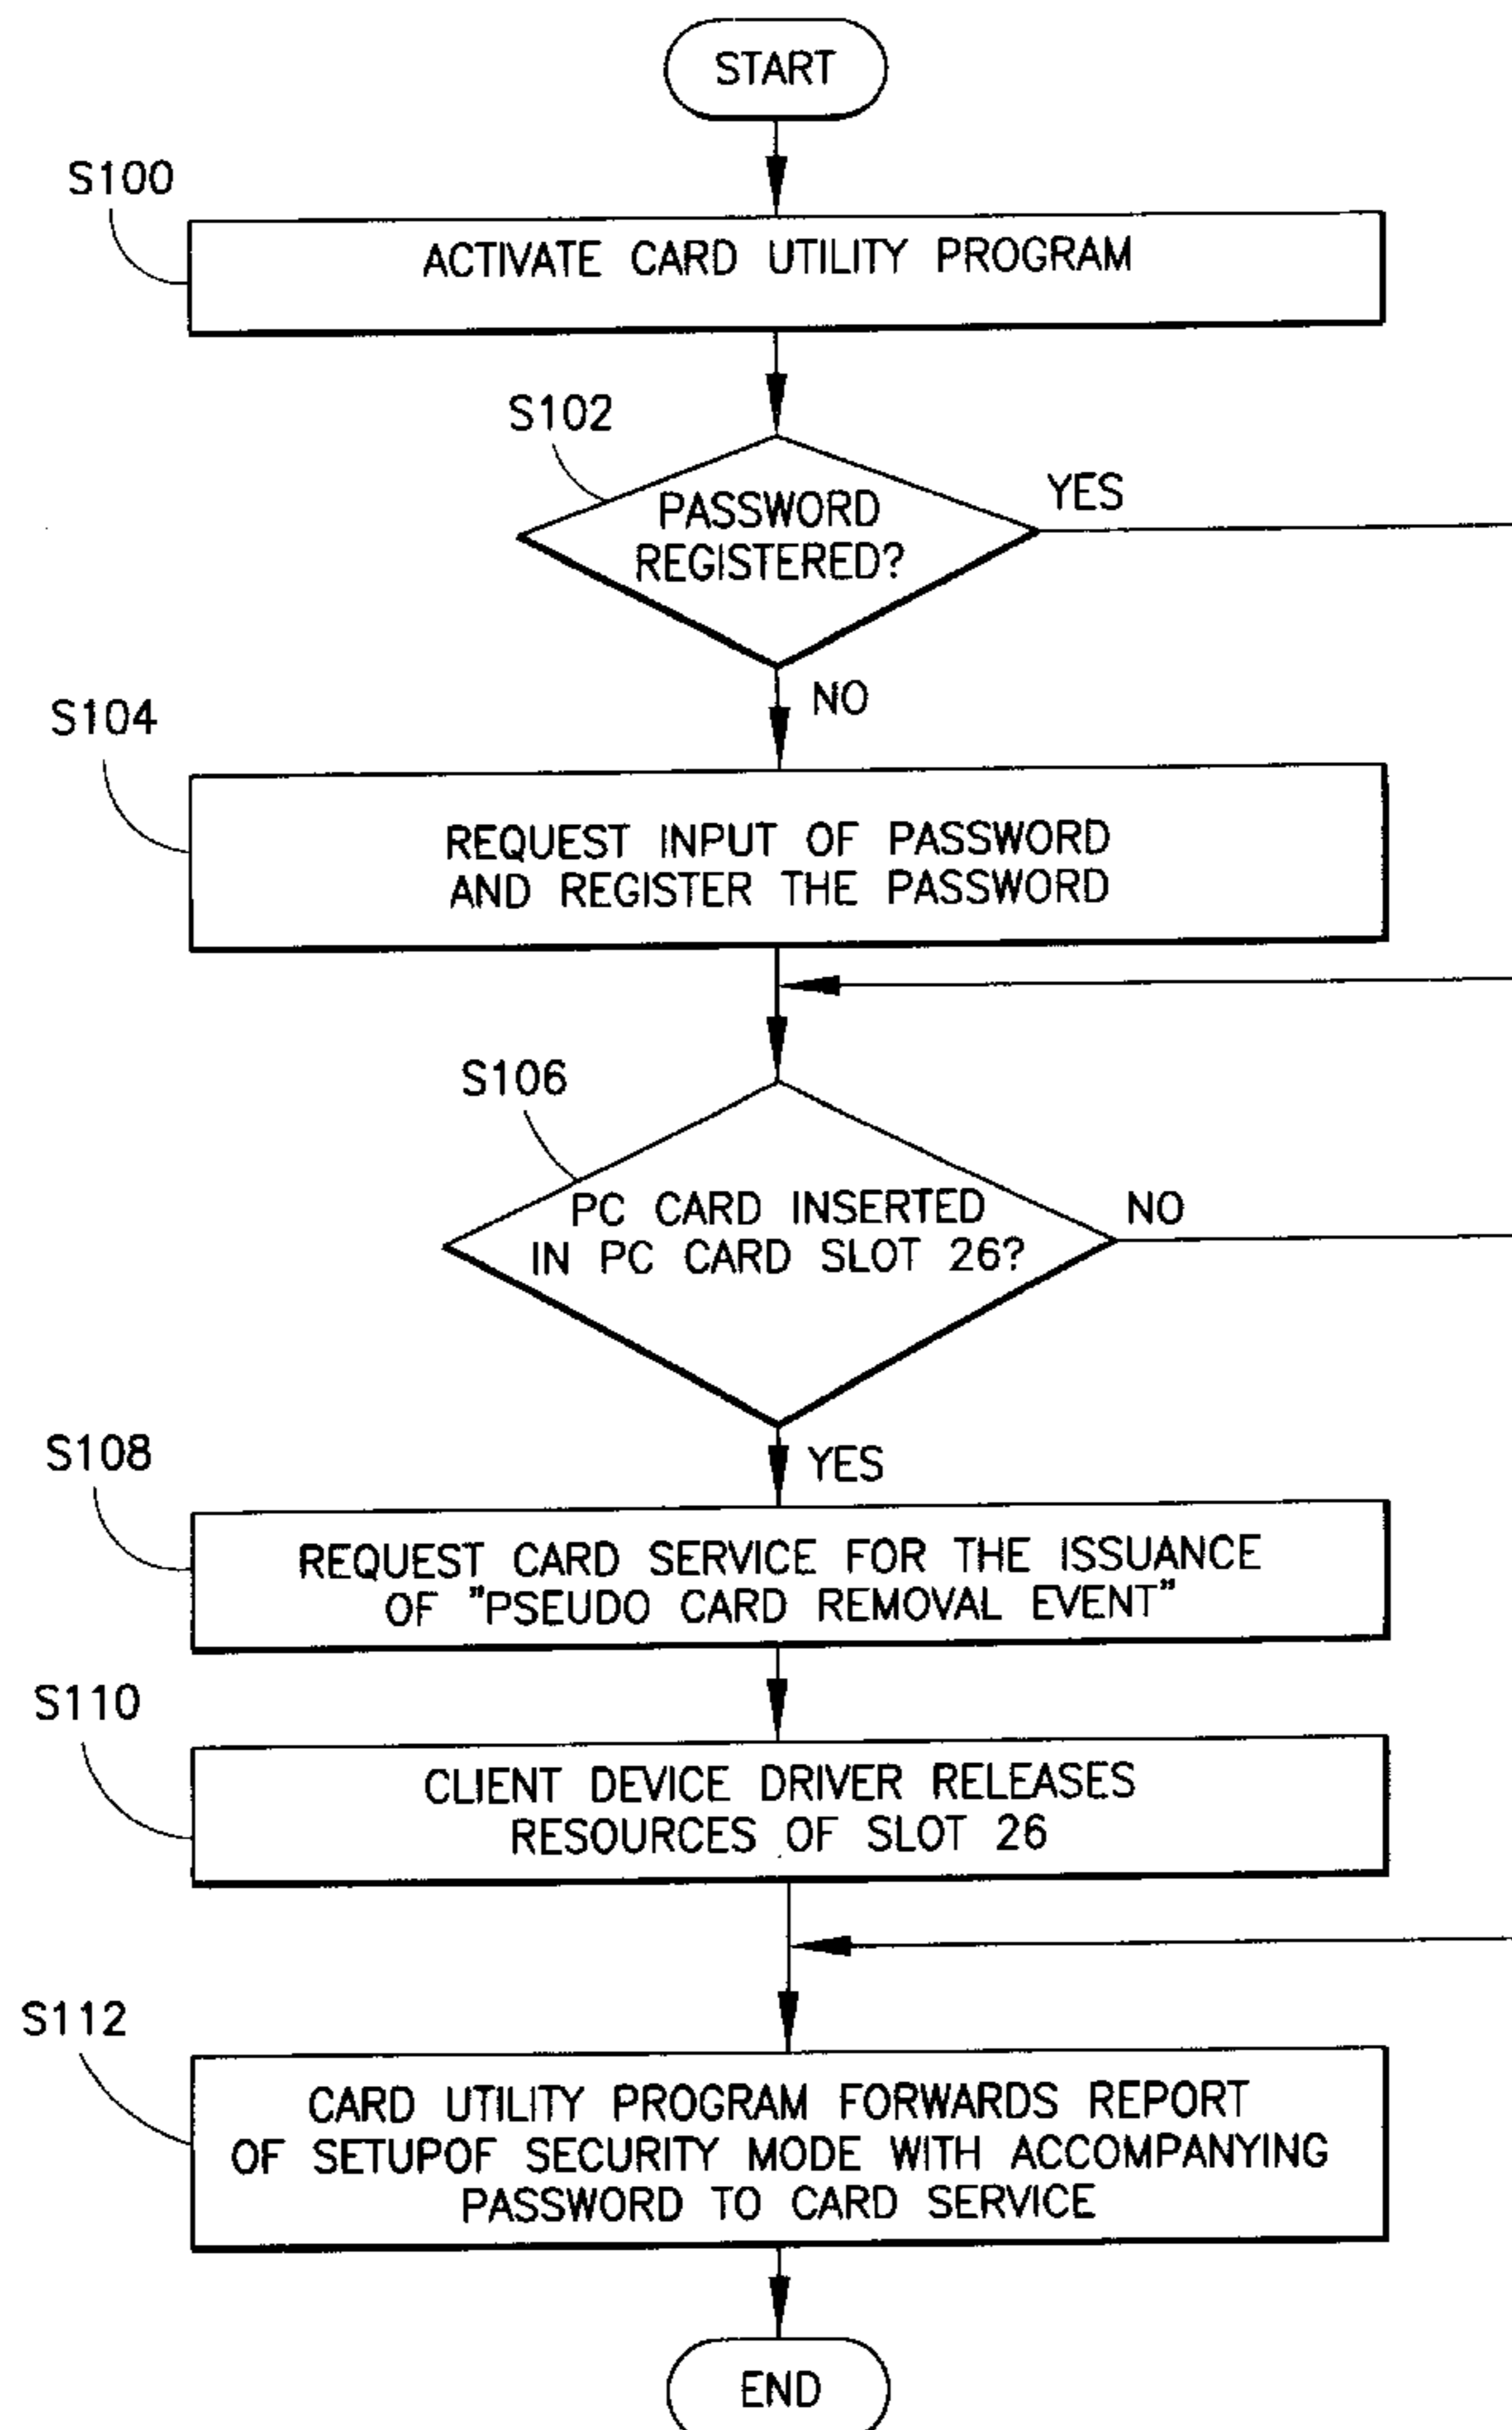 START
S100
ACTIVATE CARD UTILITY PROGRAM
S102
PASSWORD
REGISTERED?
YES
NO
S104
REQUEST INPUT OF PASSWORD
AND REGISTER THE PASSWORD
S106
PC CARD INSERTED
IN PC CARD SLOT 26?
NO
YES
S108
REQUEST CARD SERVICE FOR THE ISSUANCE
OF "PSEUDO CARD REMOVAL EVENT"
S110
CLIENT DEVICE DRIVER RELEASES
RESOURCES OF SLOT 26
S112
CARD UTILITY PROGRAM FORWARDS REPORT
OF SETUPOF SECURITY MODE WITH ACCOMPANYING
PASSWORD TO CARD SERVICE
END